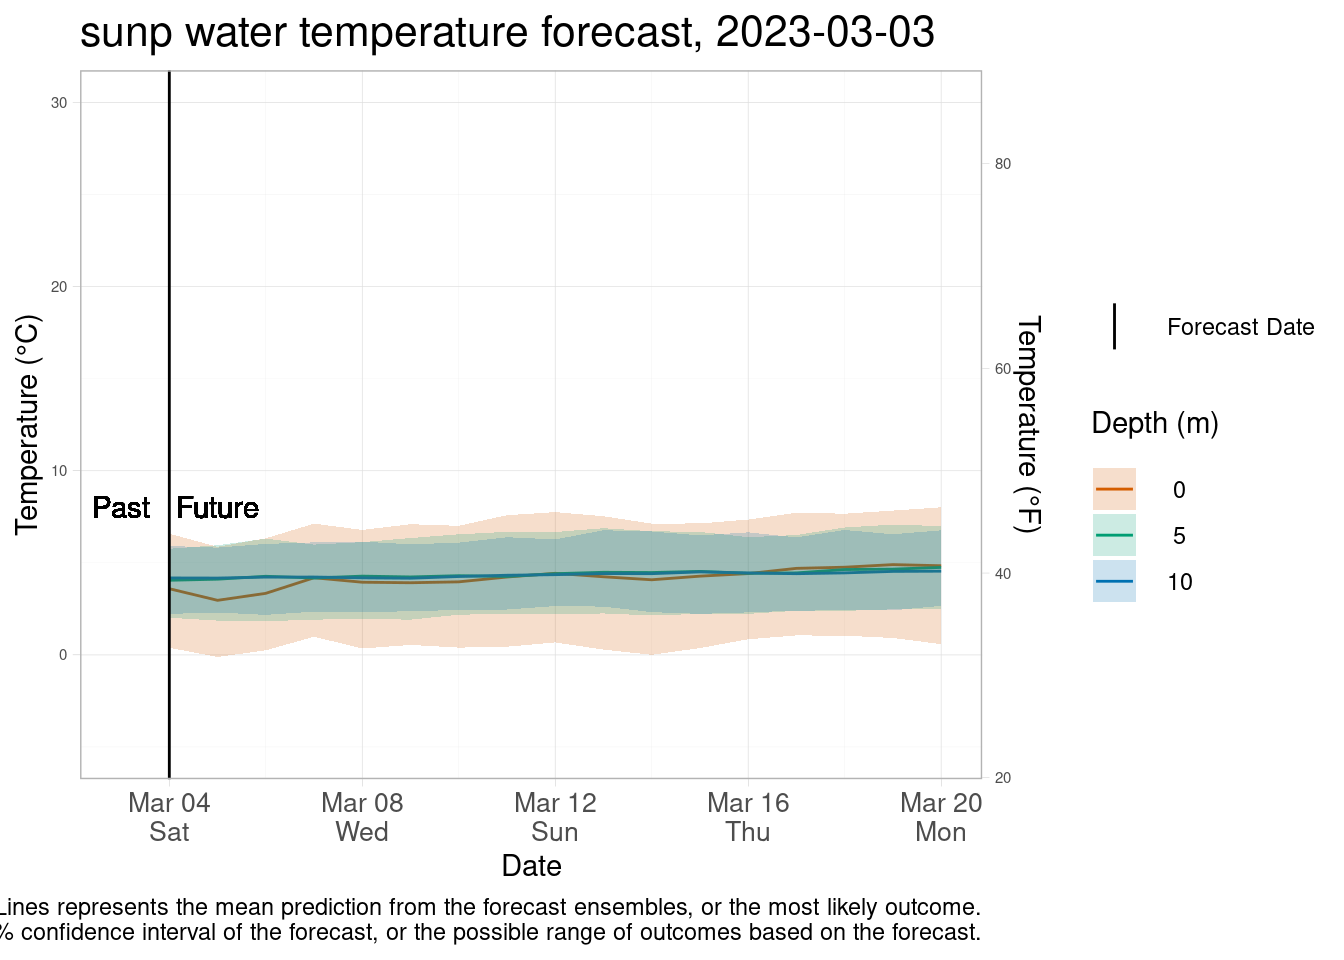 sunp water temperature forecast, 2023-03-03
30
20
10
0
Temperature (°C)
80
60
40
20
Temperature (°F)
Past
Future
Mar 04
Sat
Mar 08
Wed
Mar 12
Sun
Mar 16
Thu
Mar 20
Mon
Date
Forecast Date
Depth (m)
0
5
10
Lines represents the mean prediction from the forecast ensembles, or the most likely outcome.
% confidence interval of the forecast, or the possible range of outcomes based on the forecast.